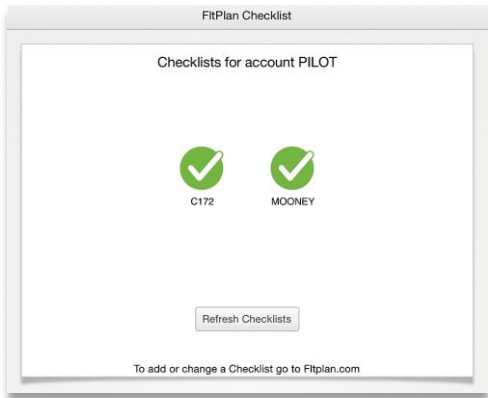 FltPlan Checklist
Checklists for account PILOT
C172 MOONEY
Refresh Checklists
To add or change a Checklist go to Fltplan.com